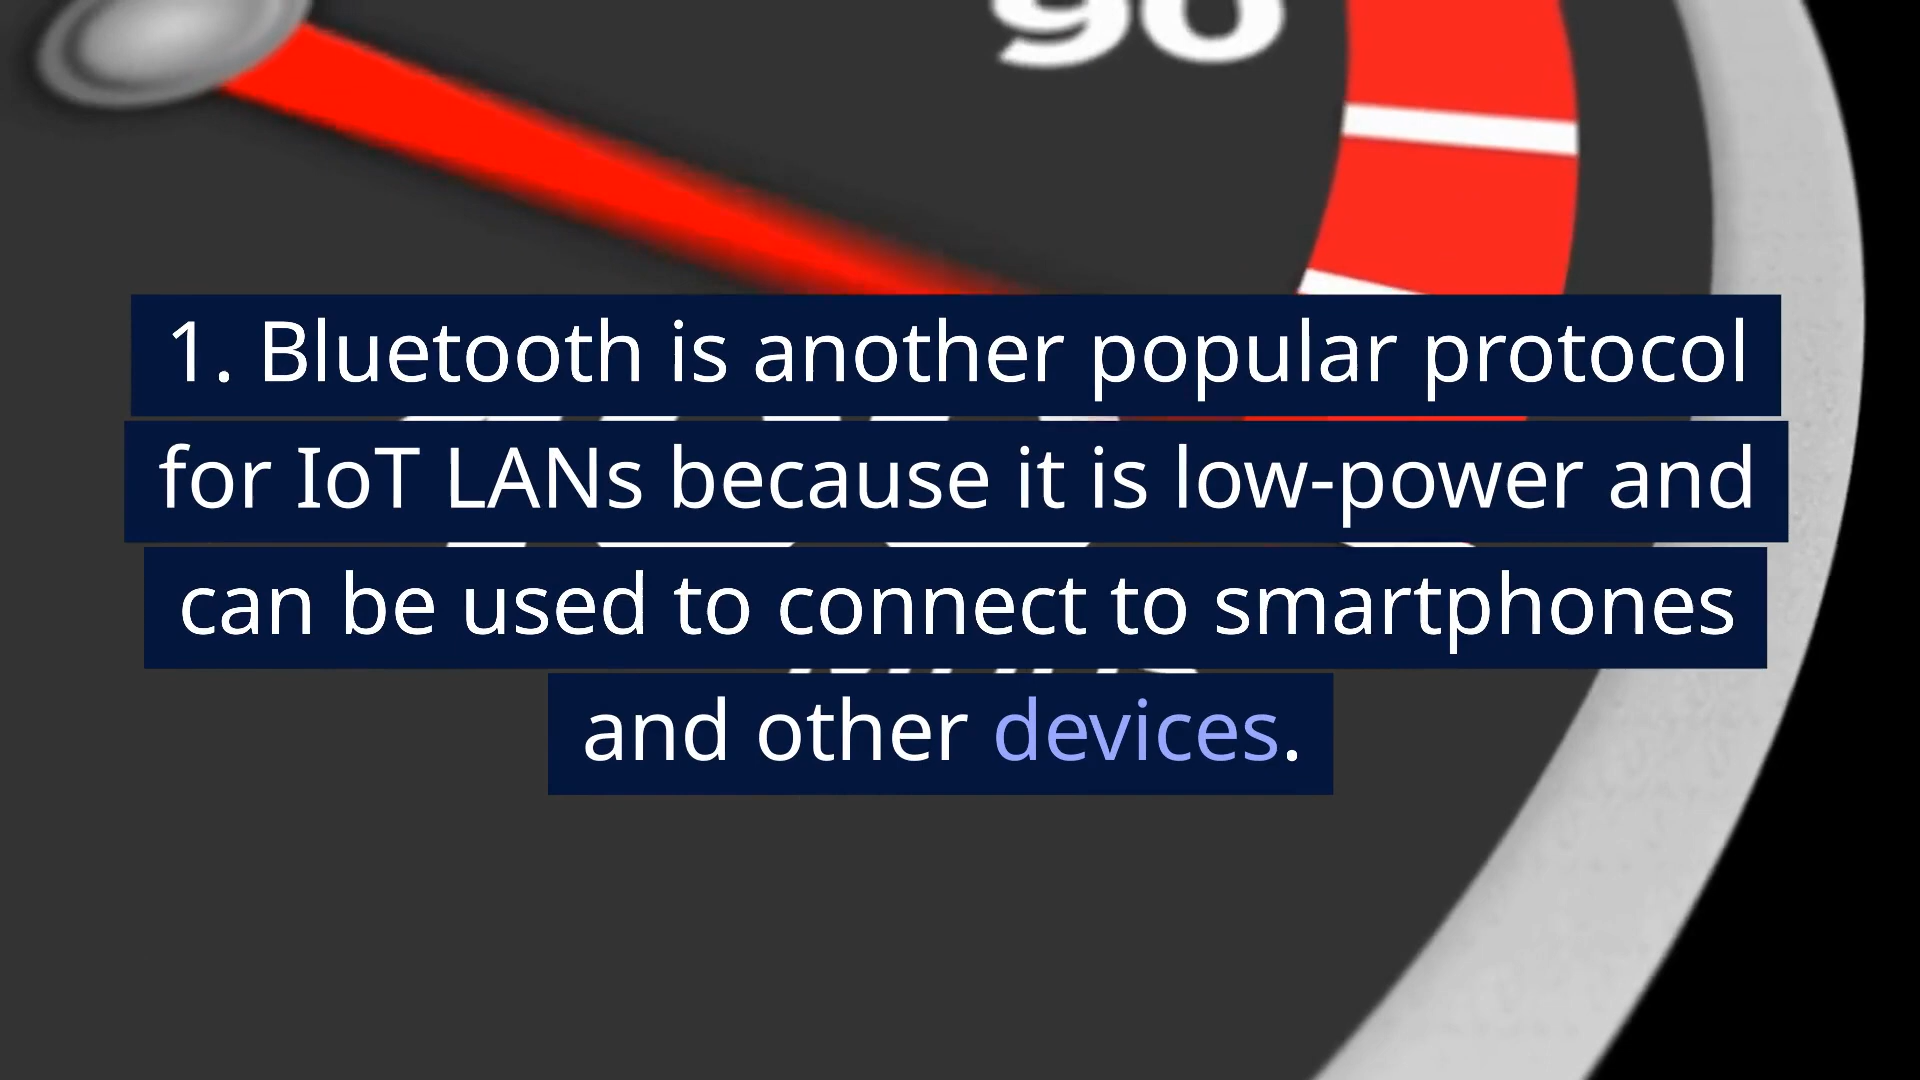 90
1. Bluetooth is another popular protocol
for IoT LANs because it is low-power and
can be used to connect to smartphones
and other devices.